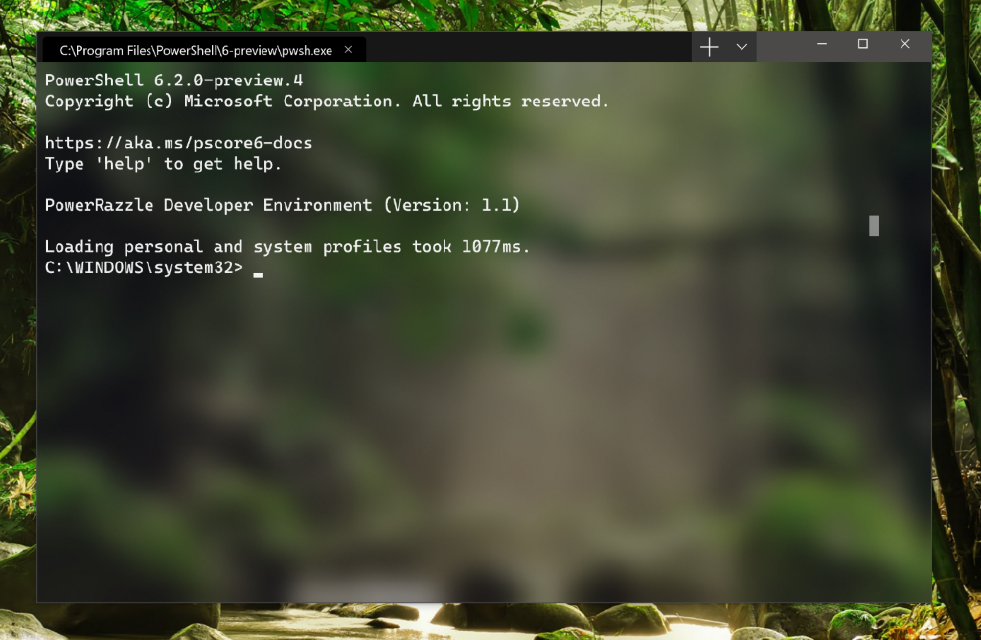 C:\Program Files\PowerShell\6-preview\pwsh.exe
PowerShell 6.2.0-preview.4
Copyright (c) Microsoft Corporation. All rights reserved.
https://aka.ms/pscore6-docs
Type 'help' to get help.
PowerRazzle Developer Environment (Version: 1.1)
Loading personal and system profiles took 1077ms.
C:\WINDOWS\system32> _